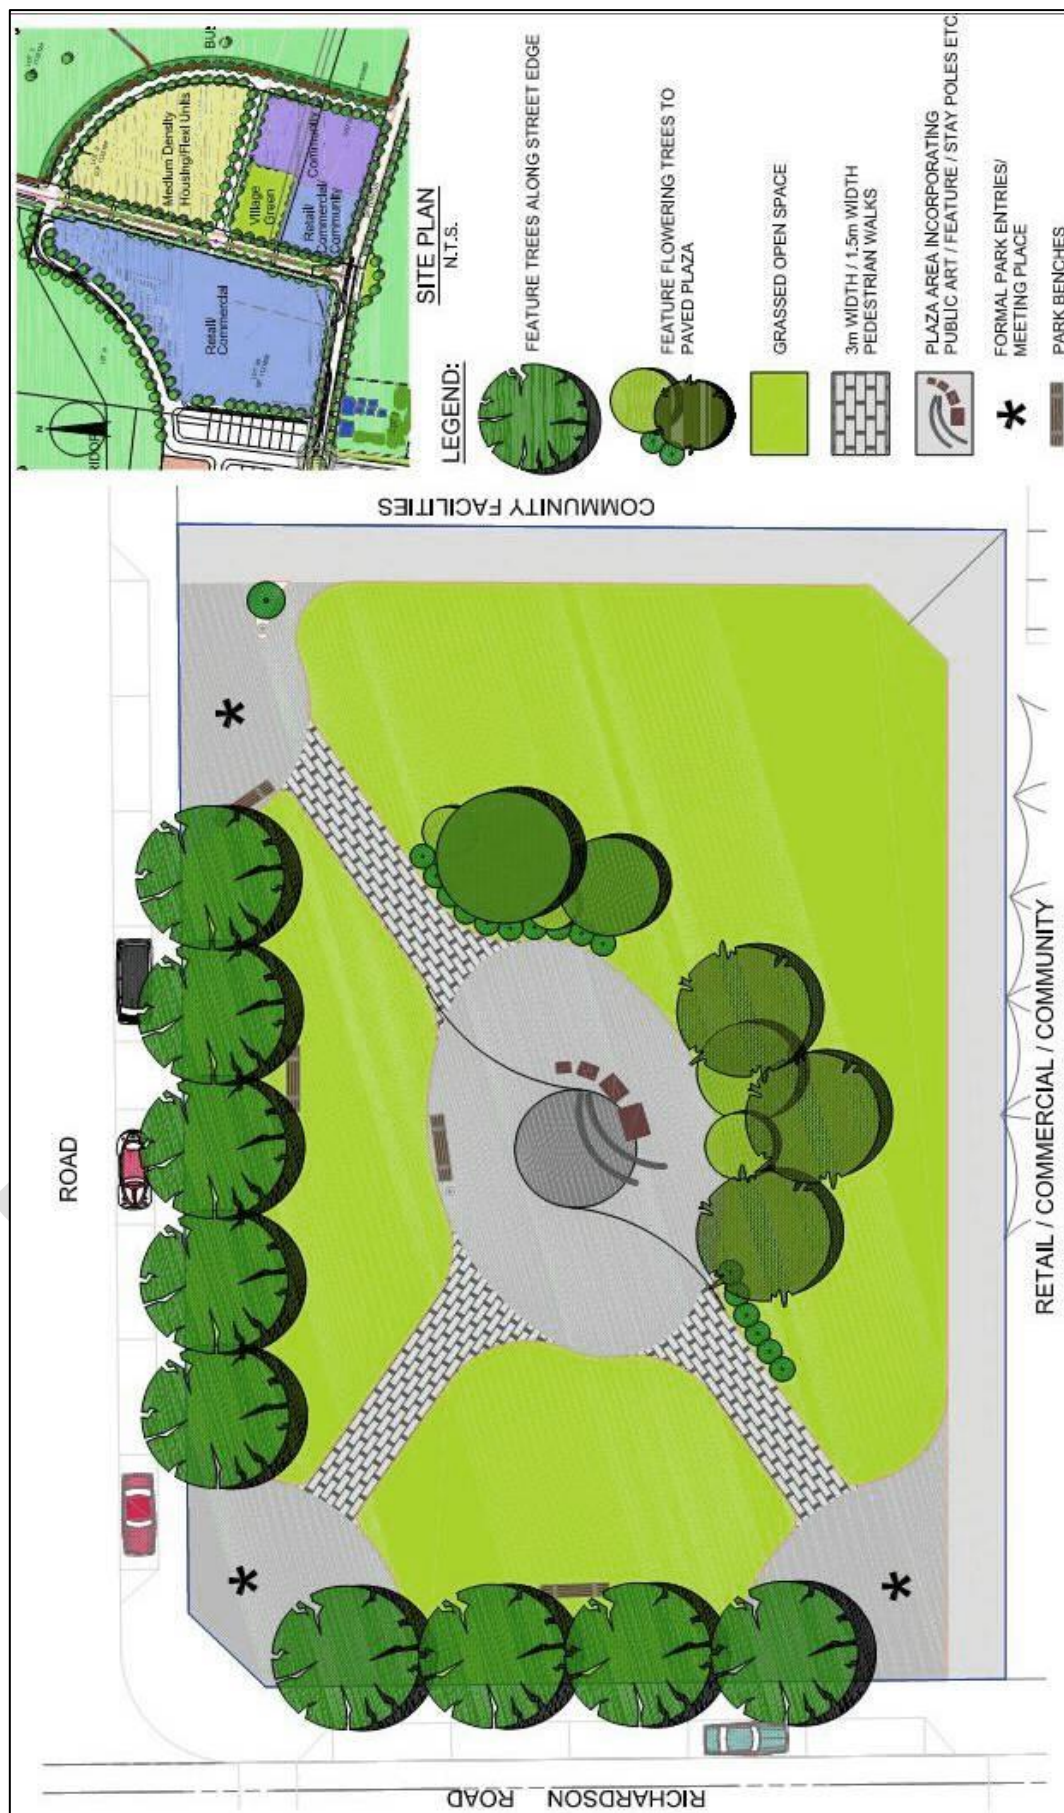 ROAD
RICHARDSON ROAD
COMMUNITY FACILITIES
RETAIL / COMMERCIAL / COMMUNITY
N
BUS
RIDOR
Medium Density
Housing/Flexi Units
Village
Green
Community
Retail/
Commercial/
Community
Retail/
Commercial
SITE PLAN
N.T.S.
LEGEND:
FEATURE TREES ALONG STREET EDGE
FEATURE FLOWERING TREES TO
PAVED PLAZA
GRASSED OPEN SPACE
3m WIDTH / 1.5m WIDTH
PEDESTRIAN WALKS
PLAZA AREA INCORPORATING
PUBLIC ART / FEATURE / STAY POLES ETC.
FORMAL PARK ENTRIES/
MEETING PLACE
PARK BENCHES